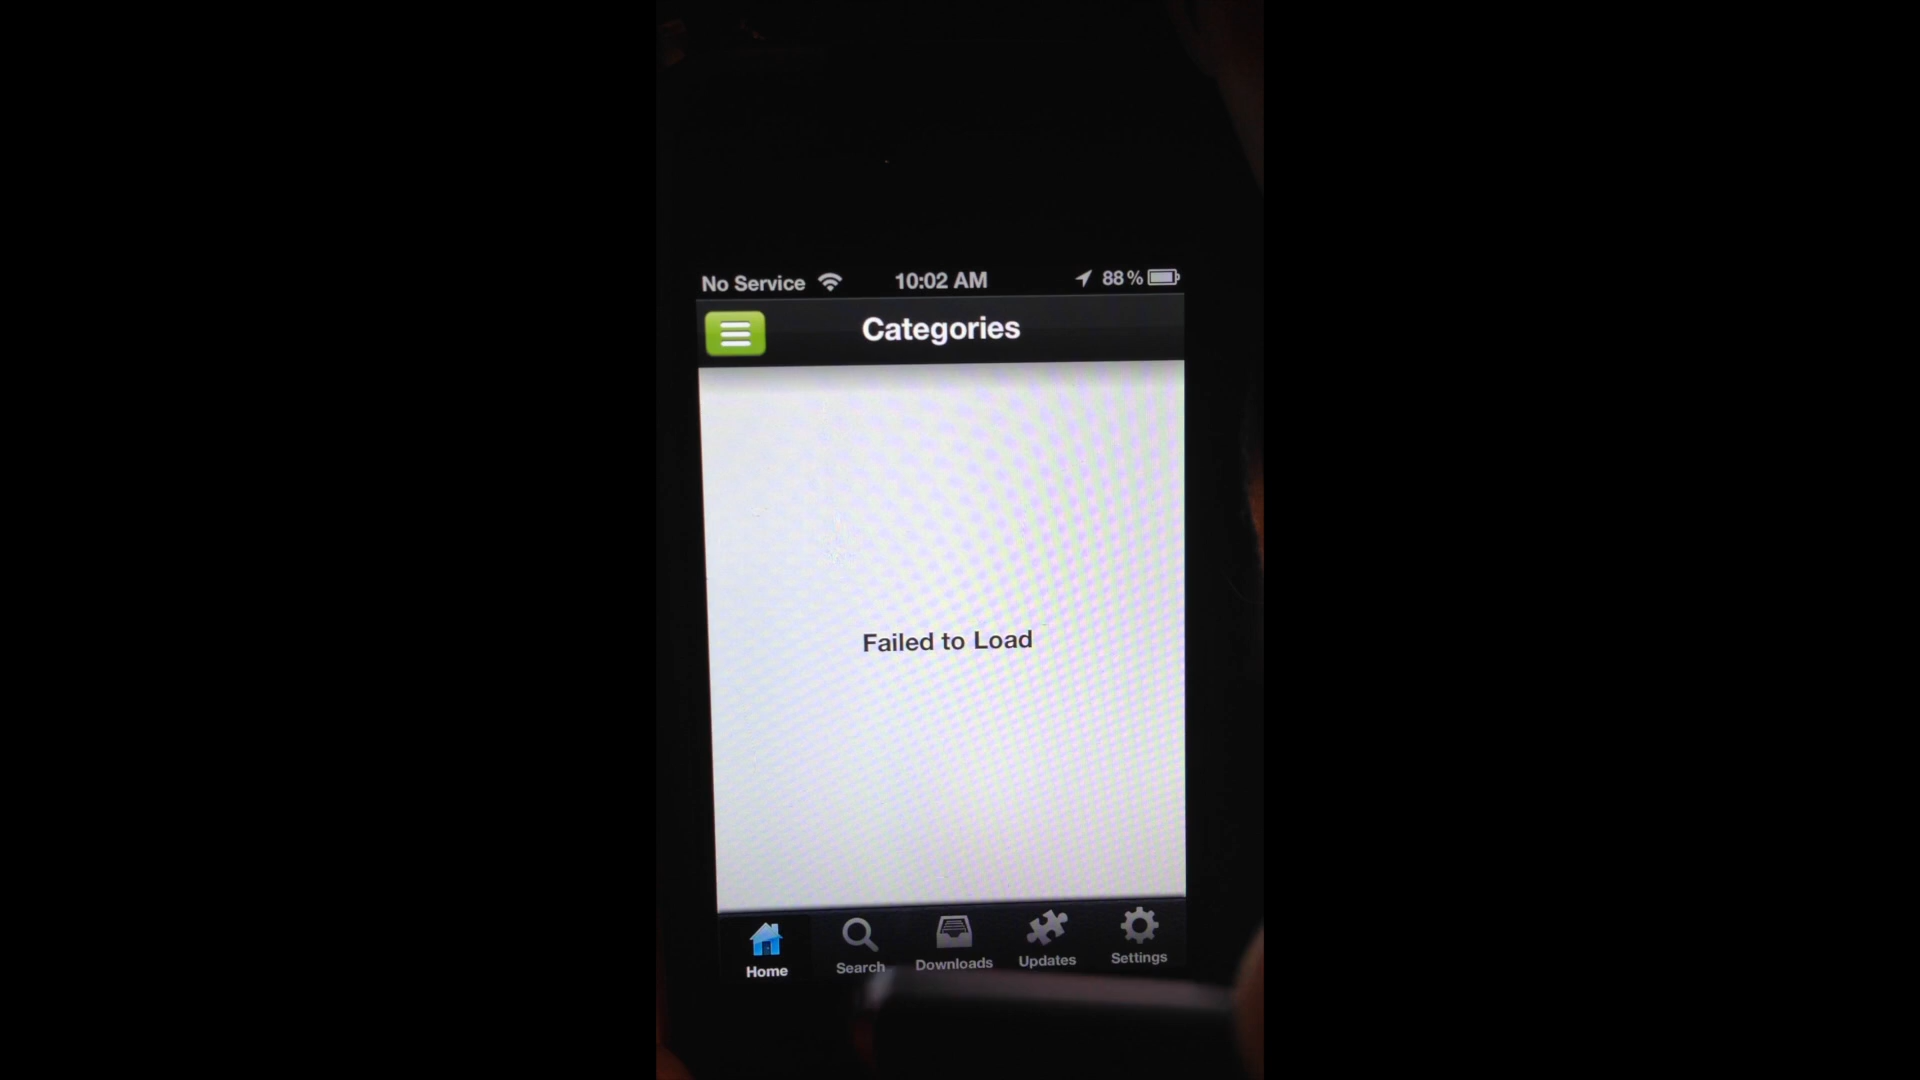 No Service 10:02 AM 88%
Categories
Failed to Load
Home Search Downloads Updates Settings